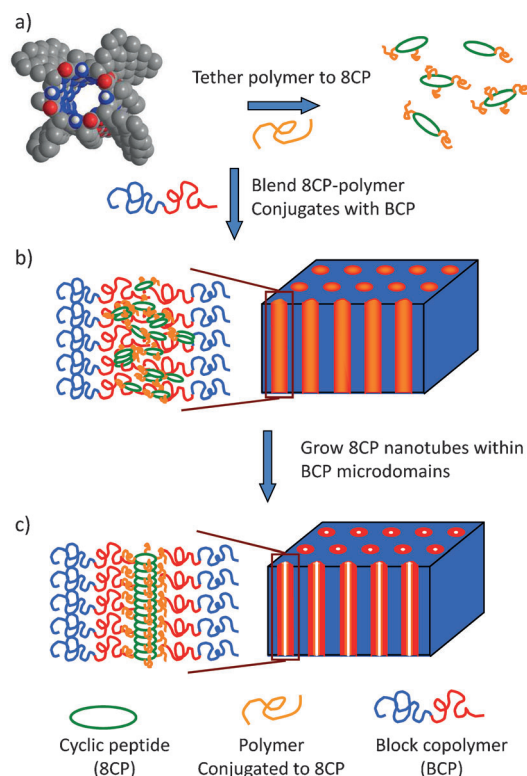 a)
Tether polymer to 8CP
Blend 8CP-polymer
Conjugates with BCP
b)
Grow 8CP nanotubes within
BCP microdomains
c)
Cyclic peptide
(8CP)
Polymer
Conjugated to 8CP
Block copolymer
(BCP)